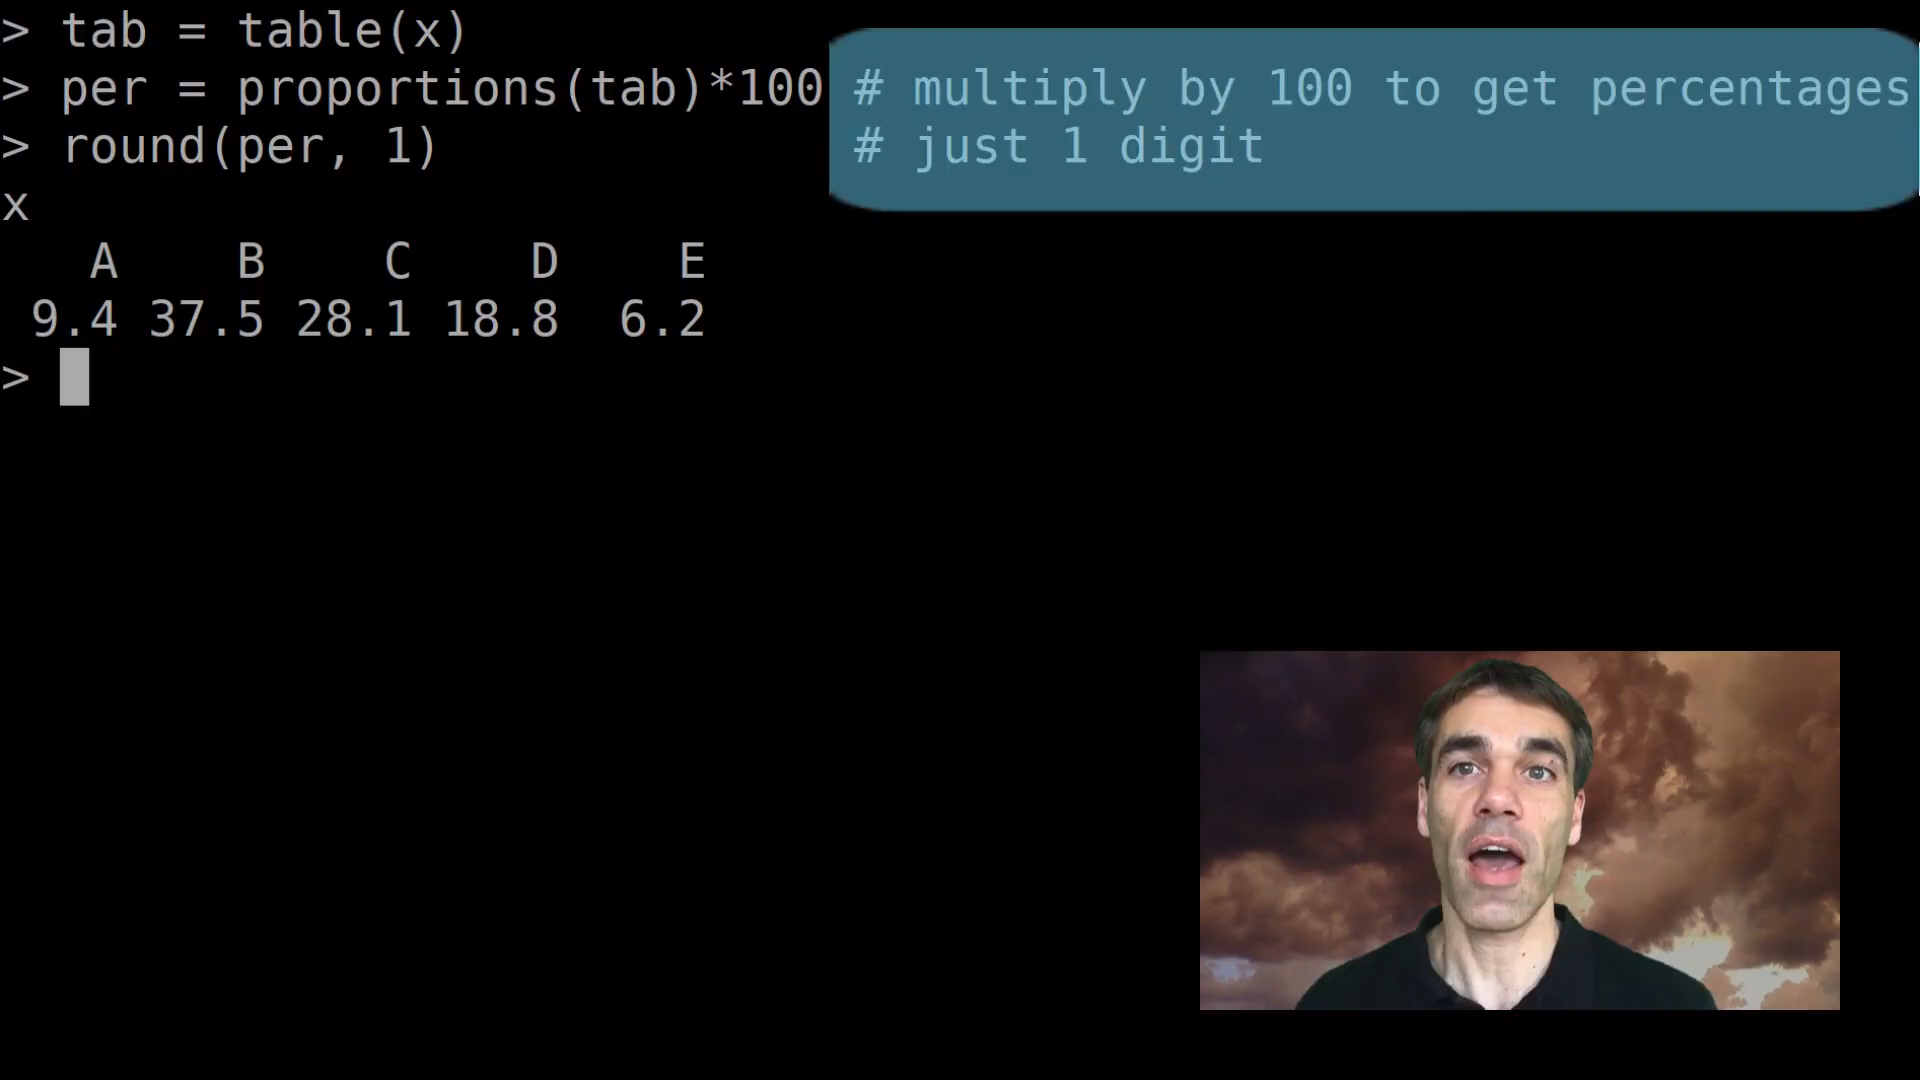 > tab = table(x)
> per = proportions(tab)*100 # multiply by 100 to get percentages
> round(per, 1) # just 1 digit
x
A B C D E
9.4 37.5 28.1 18.8 6.2
>